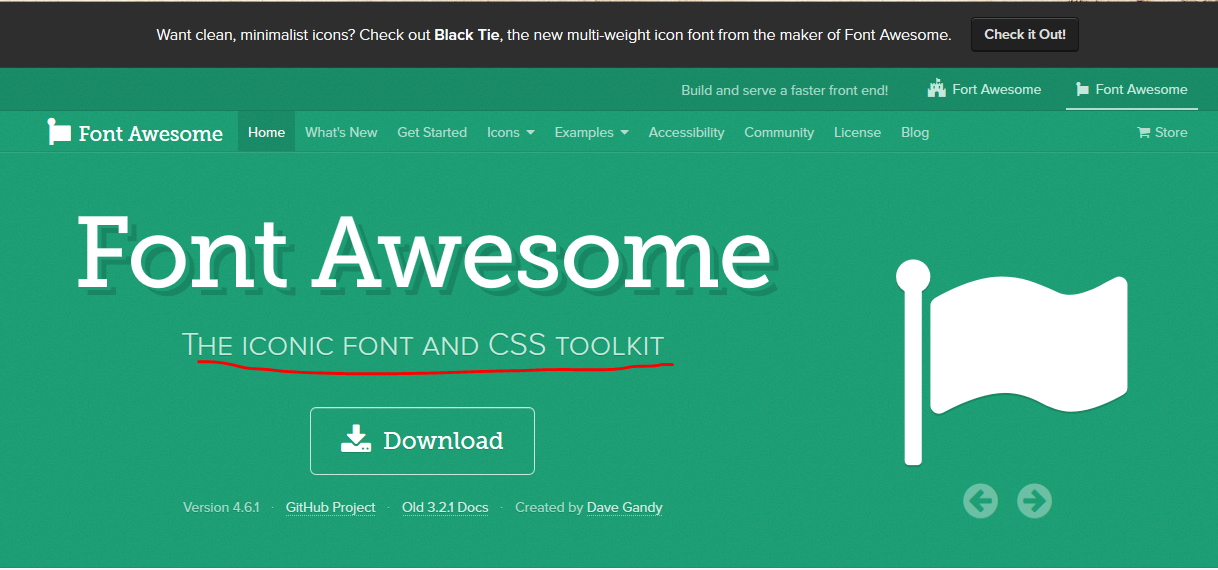 Want clean, minimalist icons? Check out Black Tie, the new multi-weight icon font from the maker of Font Awesome. Check it Out!
Build and serve a faster front end! Fort Awesome Font Awesome
Font Awesome Home What's New Get Started Icons Examples Accessibility Community License Blog Store
Font Awesome
The iconic font and CSS toolkit
Download
Version 4.6.1 · GitHub Project · Old 3.2.1 Docs · Created by Dave Gandy